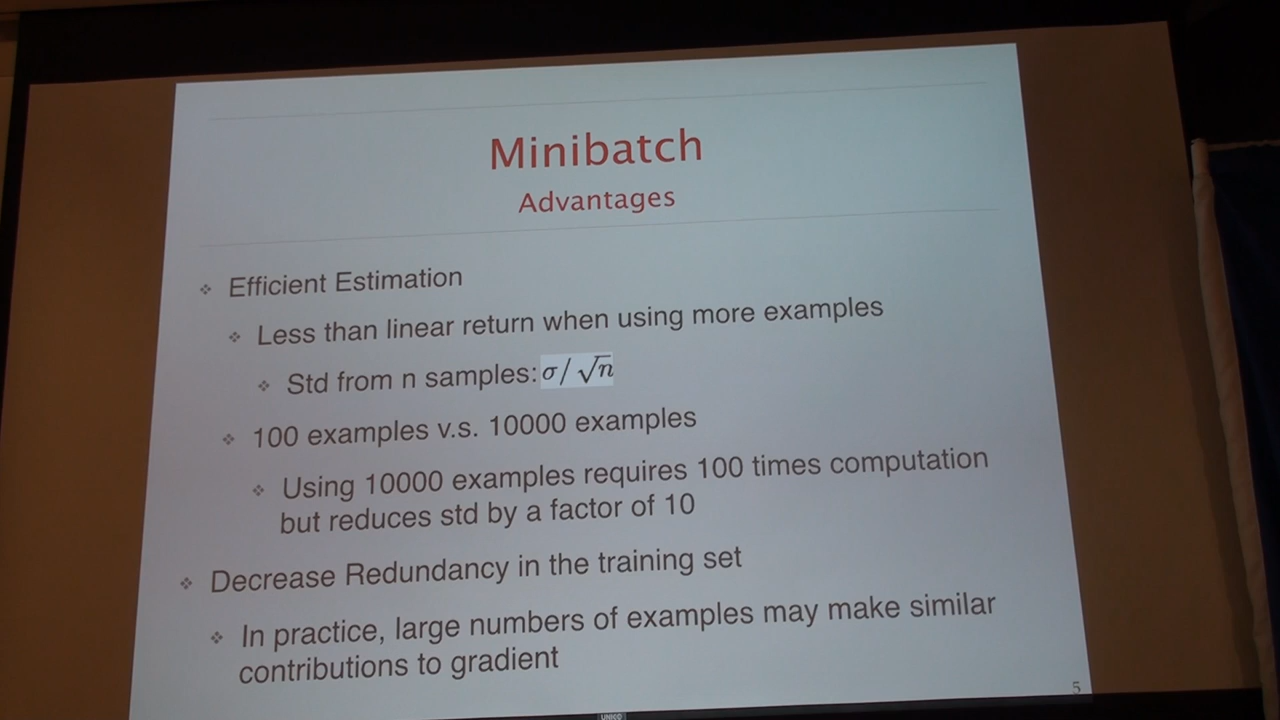 Minibatch
Advantages
Efficient Estimation
Less than linear return when using more examples
Std from n samples: σ/√n
100 examples v.s. 10000 examples
Using 10000 examples requires 100 times computation
but reduces std by a factor of 10
Decrease Redundancy in the training set
In practice, large numbers of examples may make similar
contributions to gradient
5